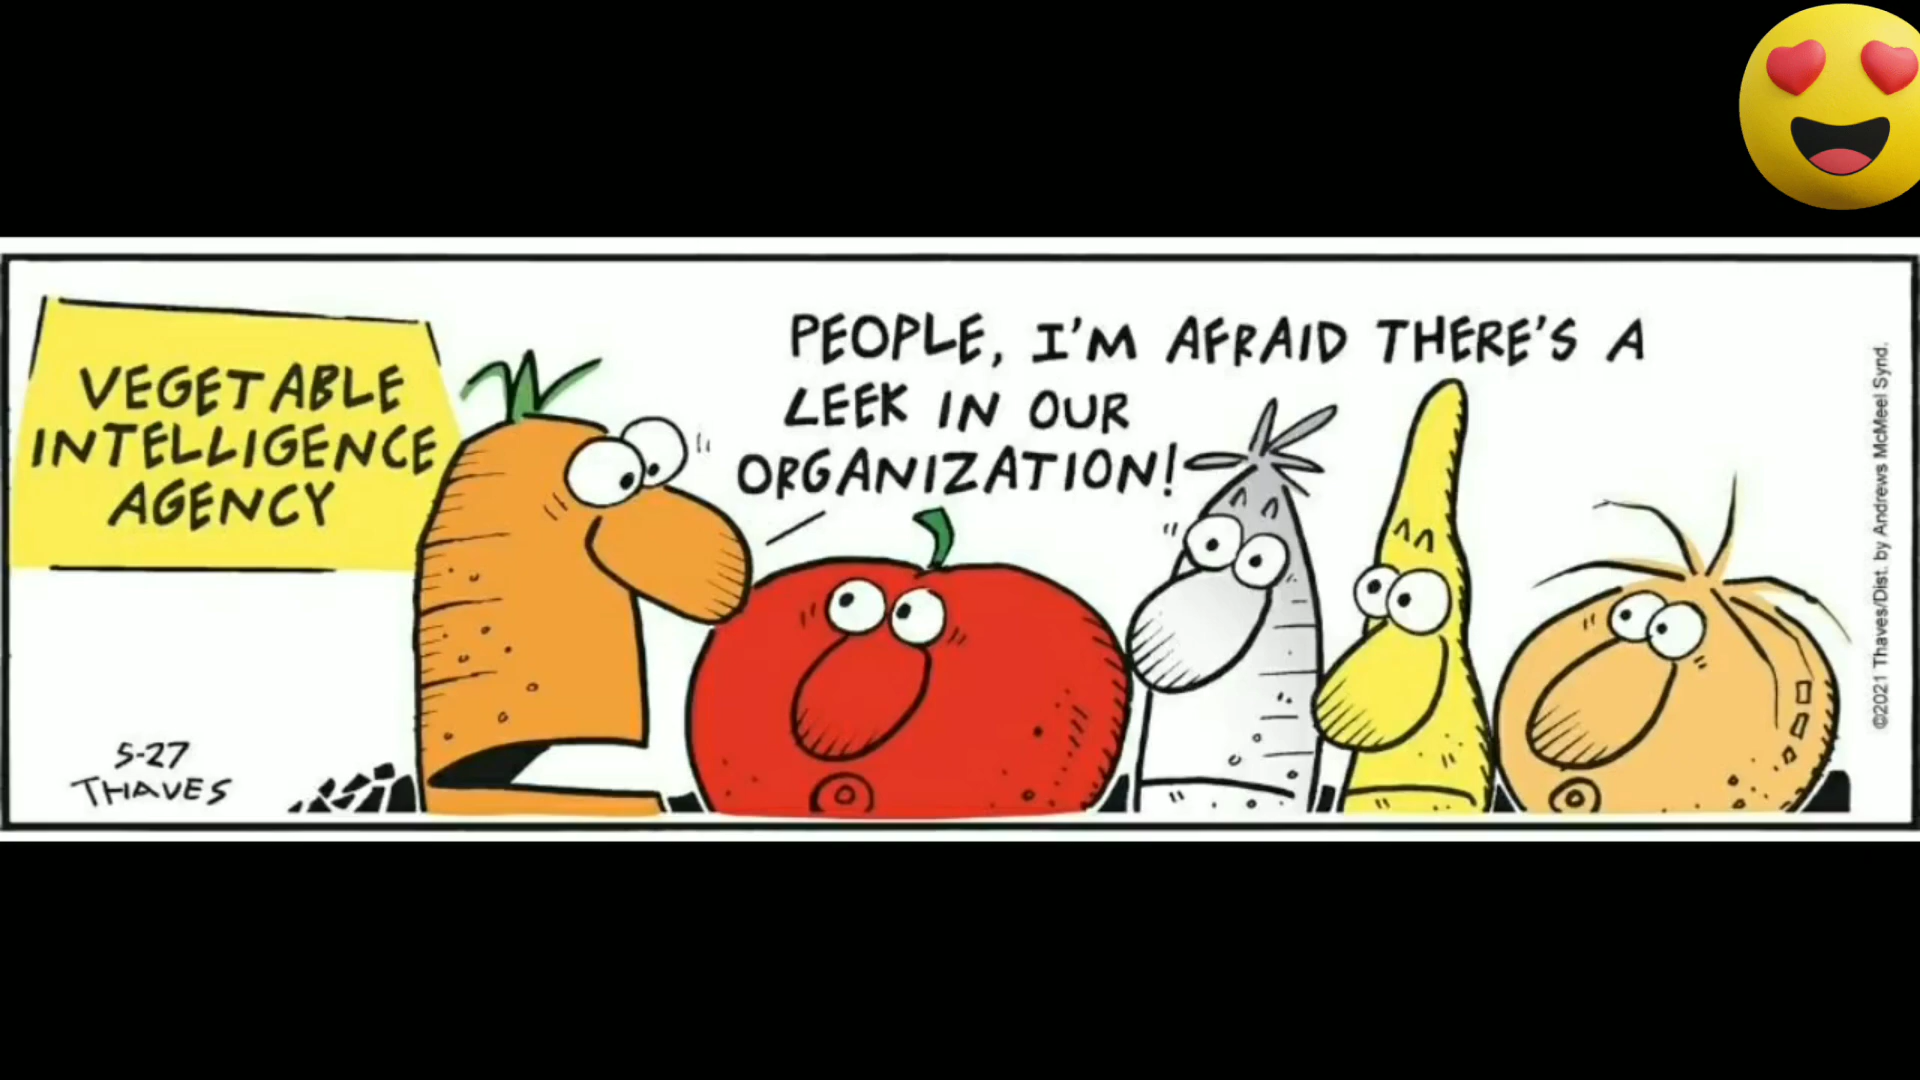 VEGETABLE
INTELLIGENCE
AGENCY
PEOPLE, I'M AFRAID THERE'S A
LEEK IN OUR
ORGANIZATION!
5-27
THAVES
©2021 Thaves/Dist. by Andrews McMeel Synd.